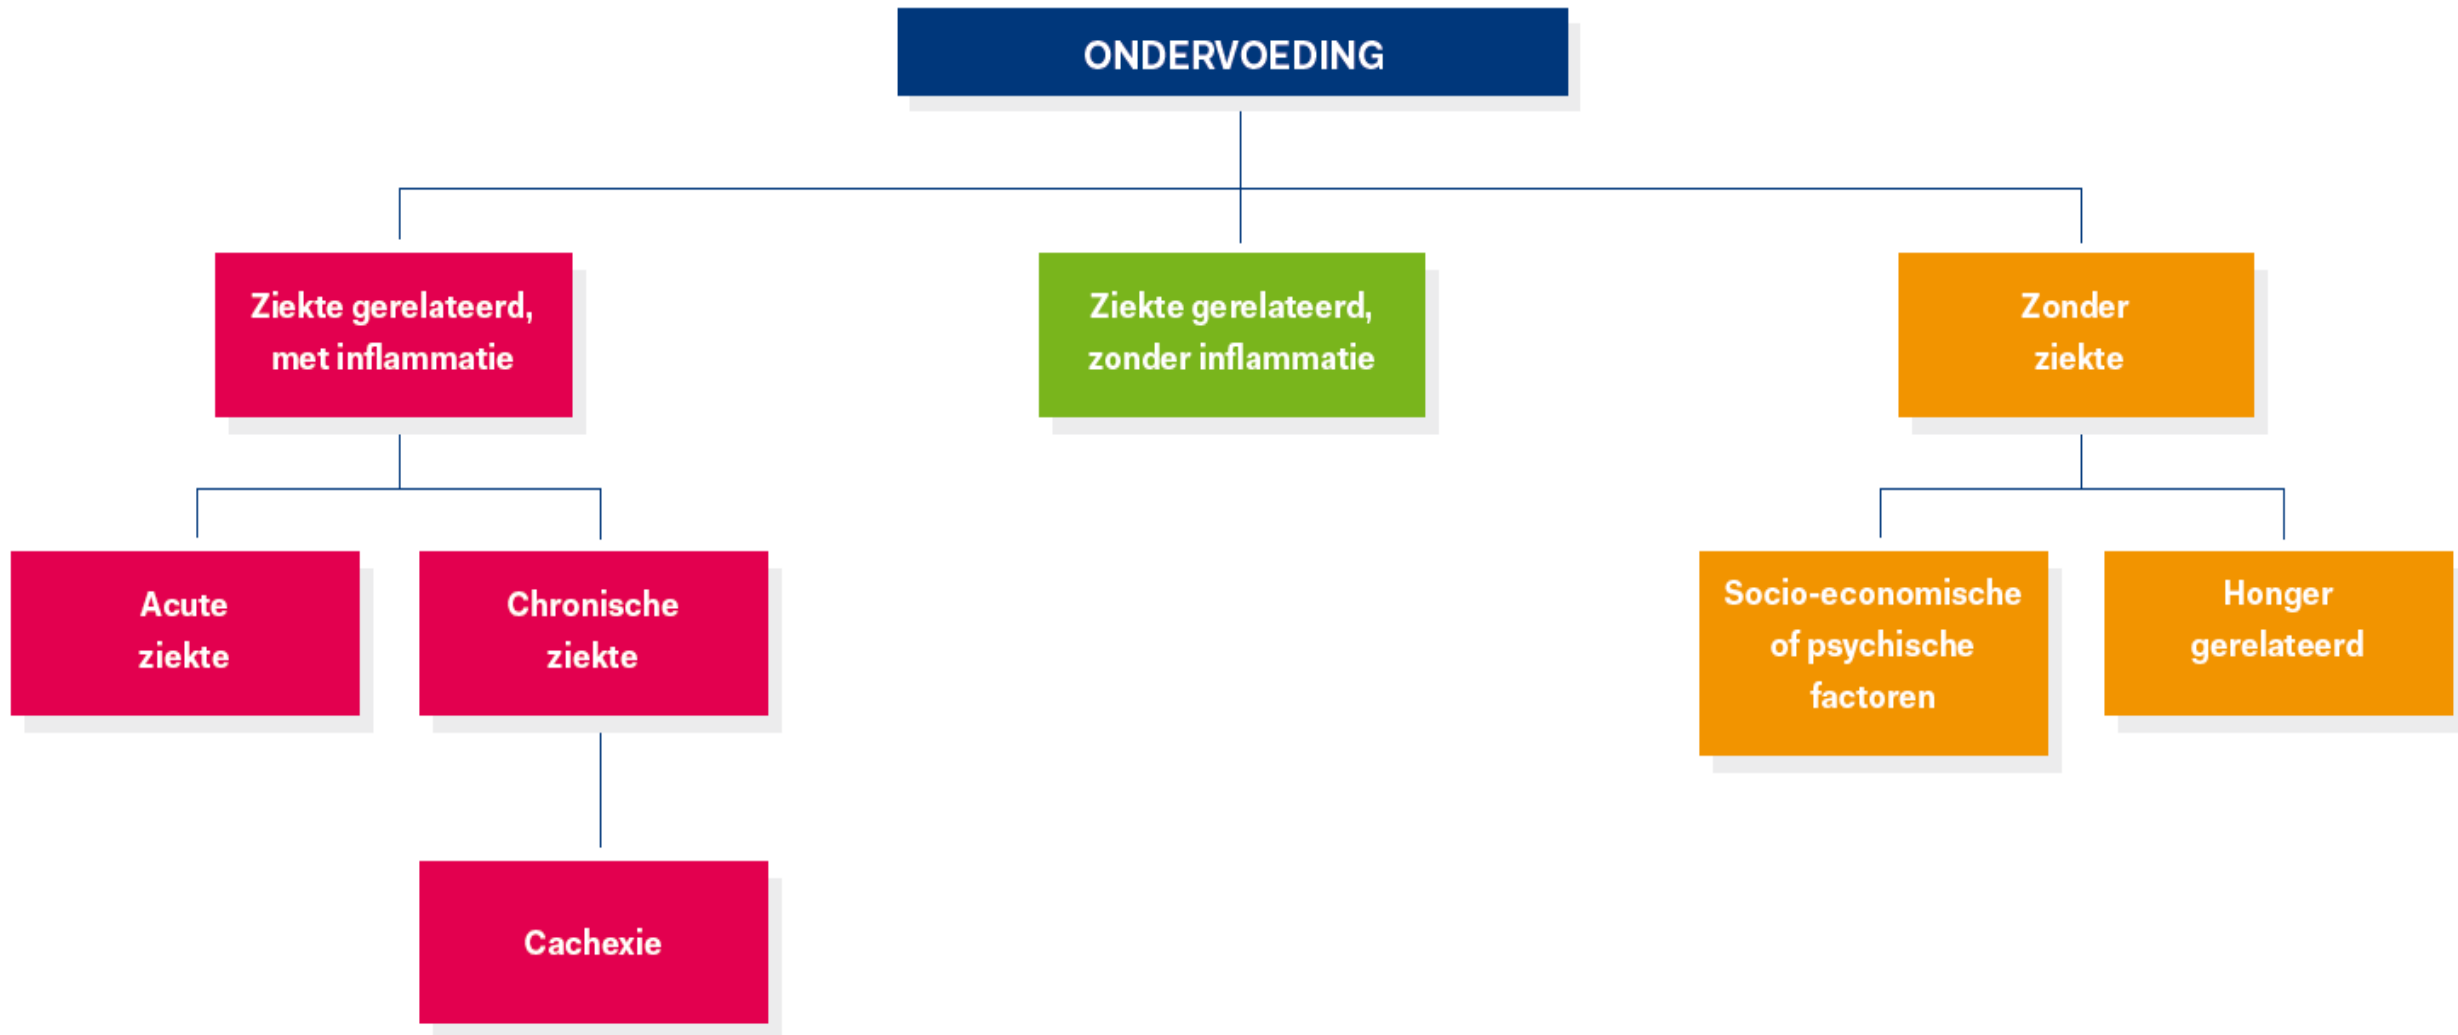 ONDERVOEDING
Ziekte gerelateerd,
met inflammatie
Ziekte gerelateerd,
zonder inflammatie
Zonder
ziekte
Acute
ziekte
Chronische
ziekte
Socio-economische
of psychische
factoren
Honger
gerelateerd
Cachexie